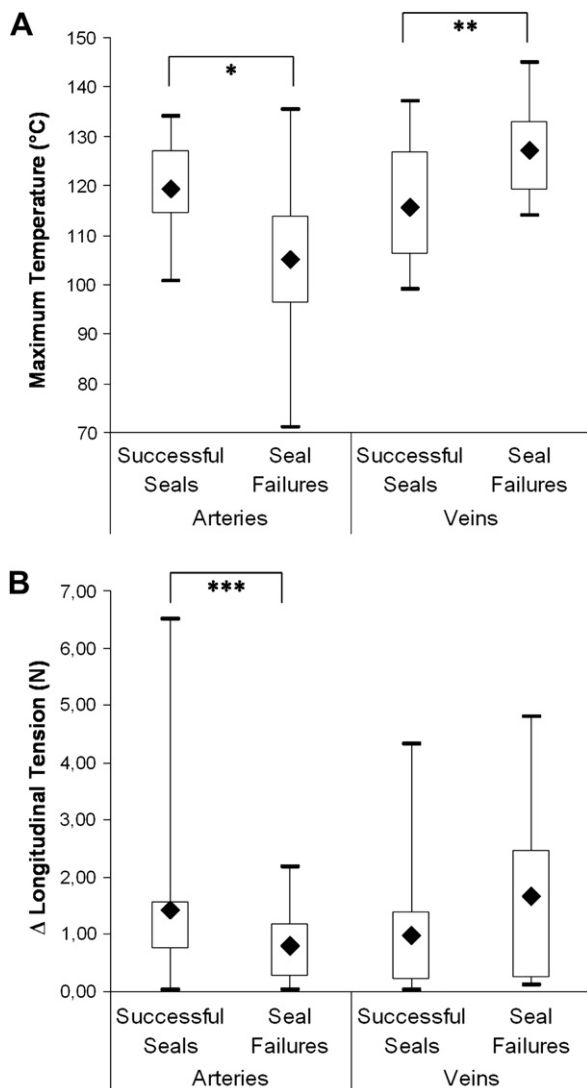 A
Maximum Temperature (°C)
150
140
130
120
110
100
90
80
70
*
**
Successful Seals
Seal Failures
Successful Seals
Seal Failures
Arteries
Veins
B
Δ Longitudinal Tension (N)
7,00
6,00
5,00
4,00
3,00
2,00
1,00
0,00
***
Successful Seals
Seal Failures
Successful Seals
Seal Failures
Arteries
Veins